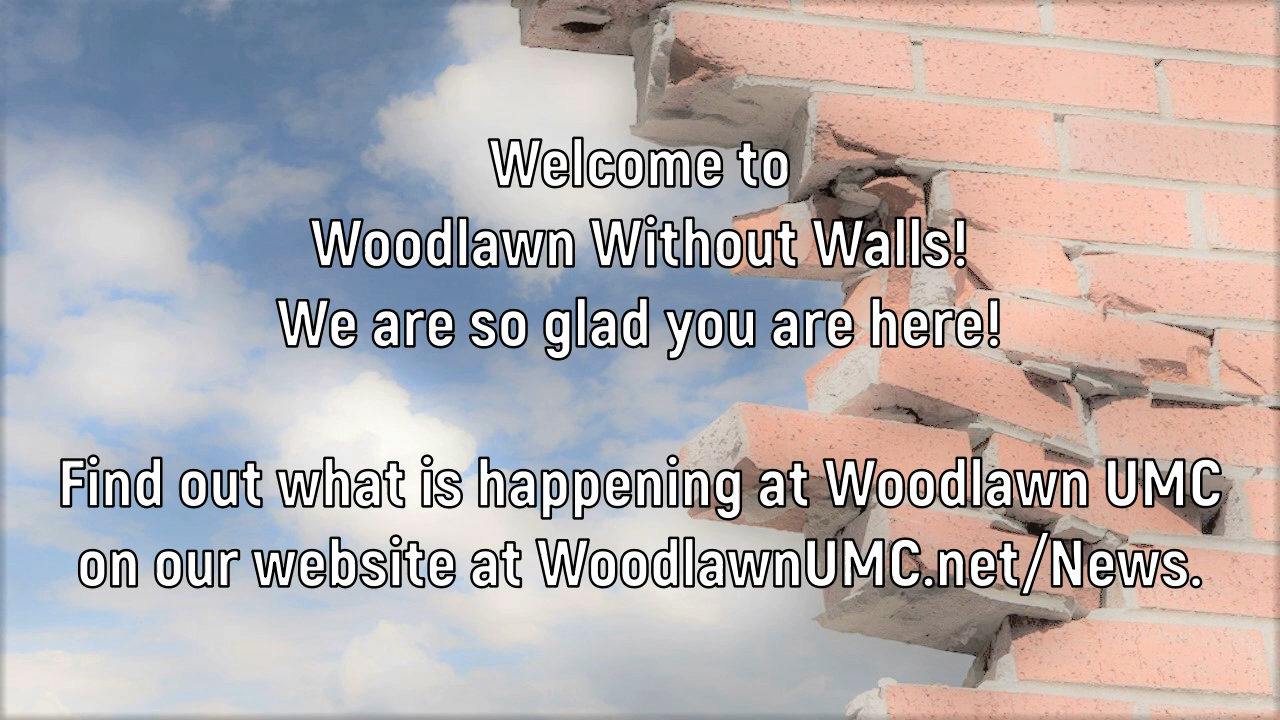 Welcome to
Woodlawn Without Walls!
We are so glad you are here!
Find out what is happening at Woodlawn UMC
on our website at WoodlawnUMC.net/News.